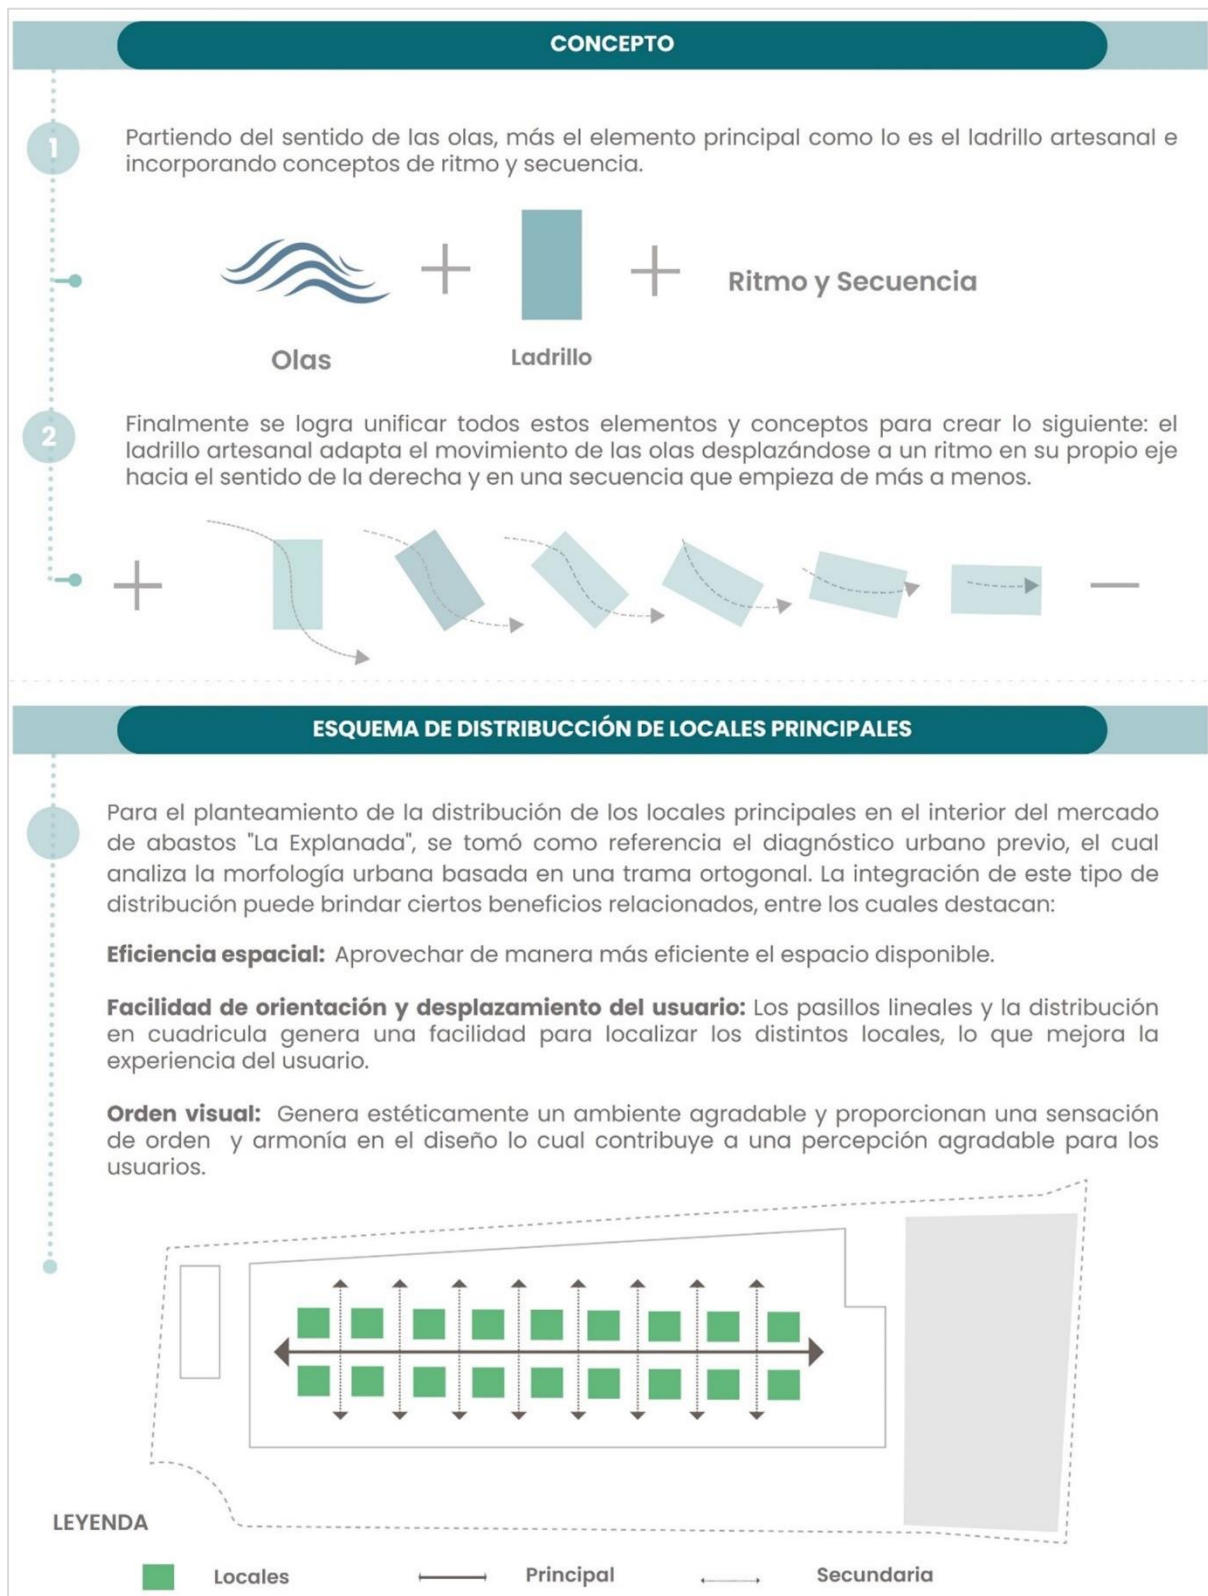 CONCEPTO
1
Partiendo del sentido de las olas, más el elemento principal como lo es el ladrillo artesanal e
incorporando conceptos de ritmo y secuencia.
Ritmo y Secuencia
Olas
Ladrillo
2
Finalmente se logra unificar todos estos elementos y conceptos para crear lo siguiente: el
ladrillo artesanal adapta el movimiento de las olas desplazándose a un ritmo en su propio eje
hacia el sentido de la derecha y en una secuencia que empieza de más a menos.
ESQUEMA DE DISTRIBUCCIÓN DE LOCALES PRINCIPALES
Para el planteamiento de la distribución de los locales principales en el interior del mercado
de abastos "La Explanada", se tomó como referencia el diagnóstico urbano previo, el cual
analiza la morfología urbana basada en una trama ortogonal. La integración de este tipo de
distribución puede brindar ciertos beneficios relacionados, entre los cuales destacan:
Eficiencia espacial: Aprovechar de manera más eficiente el espacio disponible.
Facilidad de orientación y desplazamiento del usuario: Los pasillos lineales y la distribución
en cuadricula genera una facilidad para localizar los distintos locales, lo que mejora la
experiencia del usuario.
Orden visual: Genera estéticamente un ambiente agradable y proporcionan una sensación
de orden y armonía en el diseño lo cual contribuye a una percepción agradable para los
usuarios.
LEYENDA
Locales
Principal
Secundaria